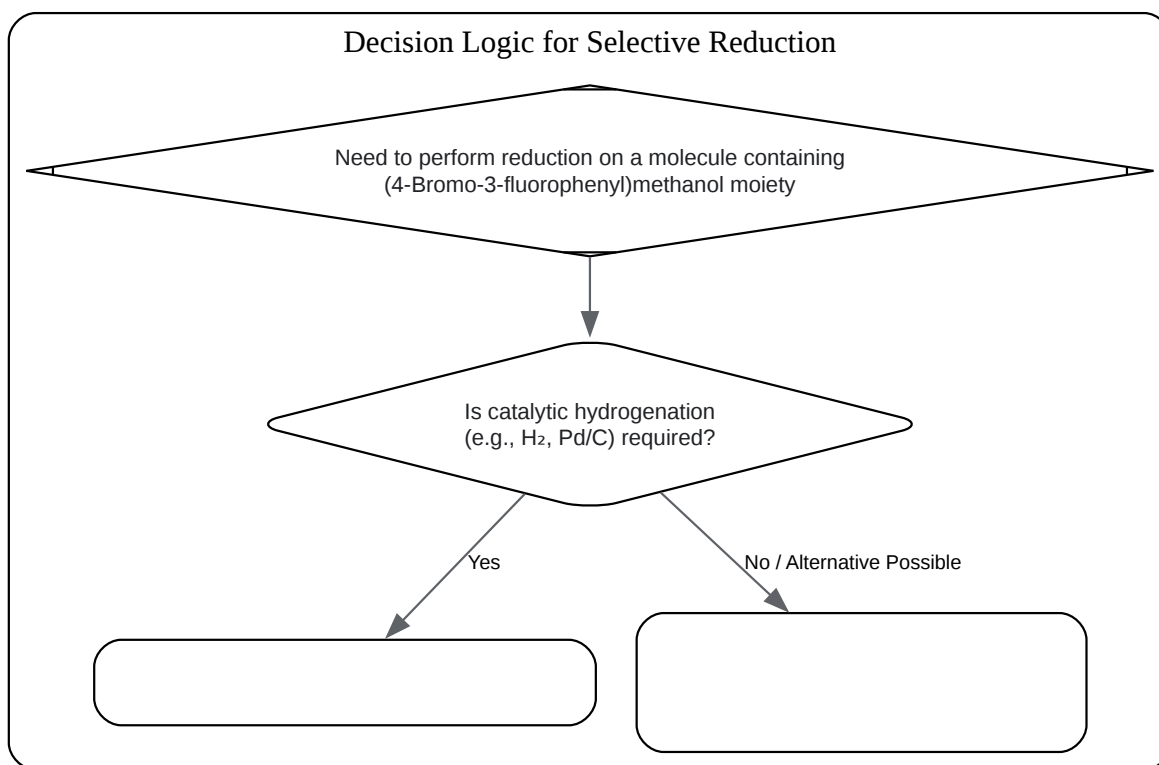 Decision Logic for Selective Reduction
Need to perform reduction on a molecule containing
(4-Bromo-3-fluorophenyl)methanol moiety
Is catalytic hydrogenation
(e.g., H₂, Pd/C) required?
Yes
No / Alternative Possible